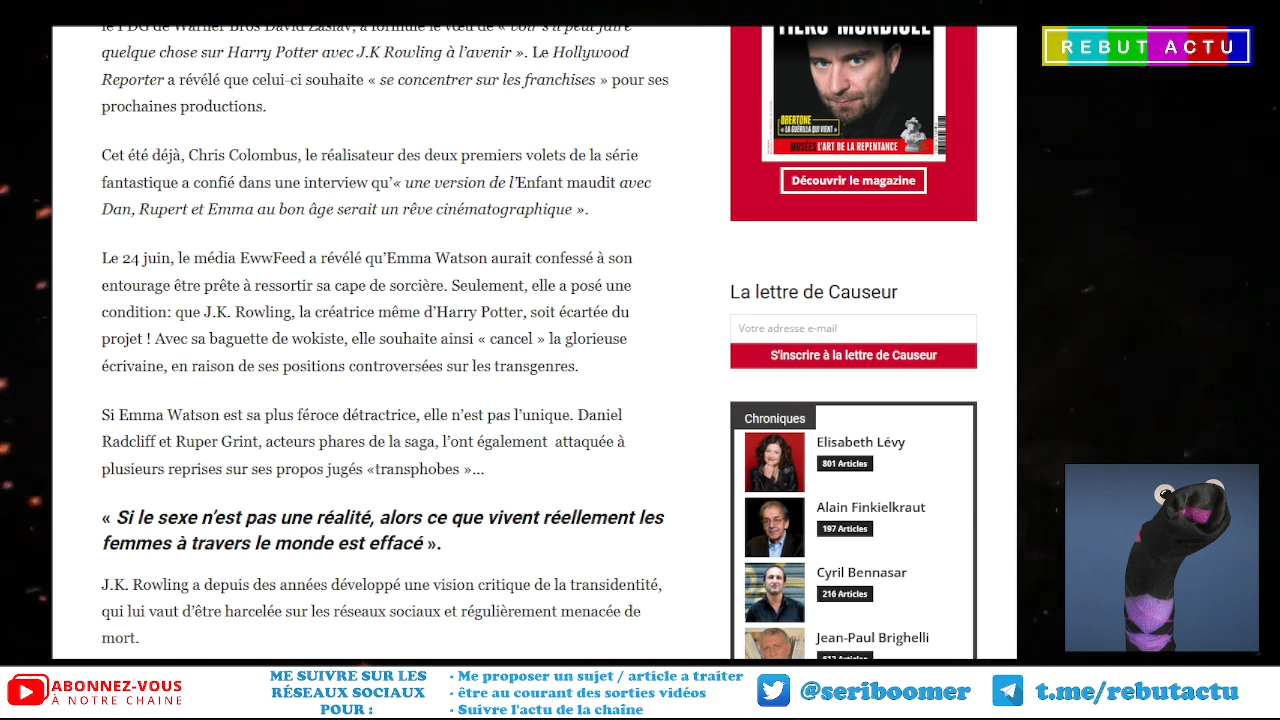 le PDG de Warner Bros David Zaslav, a formulé le vœu de « voir s'il peut faire
quelque chose sur Harry Potter avec J.K Rowling à l'avenir ». Le Hollywood
Reporter a révélé que celui-ci souhaite « se concentrer sur les franchises » pour ses
prochaines productions.
Cet été déjà, Chris Colombus, le réalisateur des deux premiers volets de la série
fantastique a confié dans une interview qu'« une version de l'Enfant maudit avec
Dan, Rupert et Emma au bon âge serait un rêve cinématographique ».
Le 24 juin, le média EwwFeed a révélé qu'Emma Watson aurait confessé à son
entourage être prête à ressortir sa cape de sorcière. Seulement, elle a posé une
condition: que J.K. Rowling, la créatrice même d'Harry Potter, soit écartée du
projet ! Avec sa baguette de wokiste, elle souhaite ainsi « cancel » la glorieuse
écrivaine, en raison de ses positions controversées sur les transgenres.
Si Emma Watson est sa plus féroce détractrice, elle n'est pas l'unique. Daniel
Radcliff et Ruper Grint, acteurs phares de la saga, l'ont également attaquée à
plusieurs reprises sur ses propos jugés «transphobes »...
« Si le sexe n'est pas une réalité, alors ce que vivent réellement les
femmes à travers le monde est effacé ».
J.K. Rowling a depuis des années développé une vision critique de la transidentité,
qui lui vaut d'être harcelée sur les réseaux sociaux et régulièrement menacée de
mort.
TIERS MONDIALE
OBERTONE
« LA GUÉRILLA QUI VIENT »
MUSÉES L'ART DE LA REPENTANCE
Découvrir le magazine
La lettre de Causeur
Votre adresse e-mail
S'inscrire à la lettre de Causeur
Chroniques
Elisabeth Lévy
801 Articles
Alain Finkielkraut
197 Articles
Cyril Bennasar
216 Articles
Jean-Paul Brighelli
REBUT ACTU
ABONNEZ-VOUS
À NOTRE CHAINE
ME SUIVRE SUR LES
RÉSEAUX SOCIAUX
POUR :
- Me proposer un sujet / article a traiter
- être au courant des sorties vidéos
- Suivre l'actu de la chaîne
@seriboomer
t.me/rebutactu